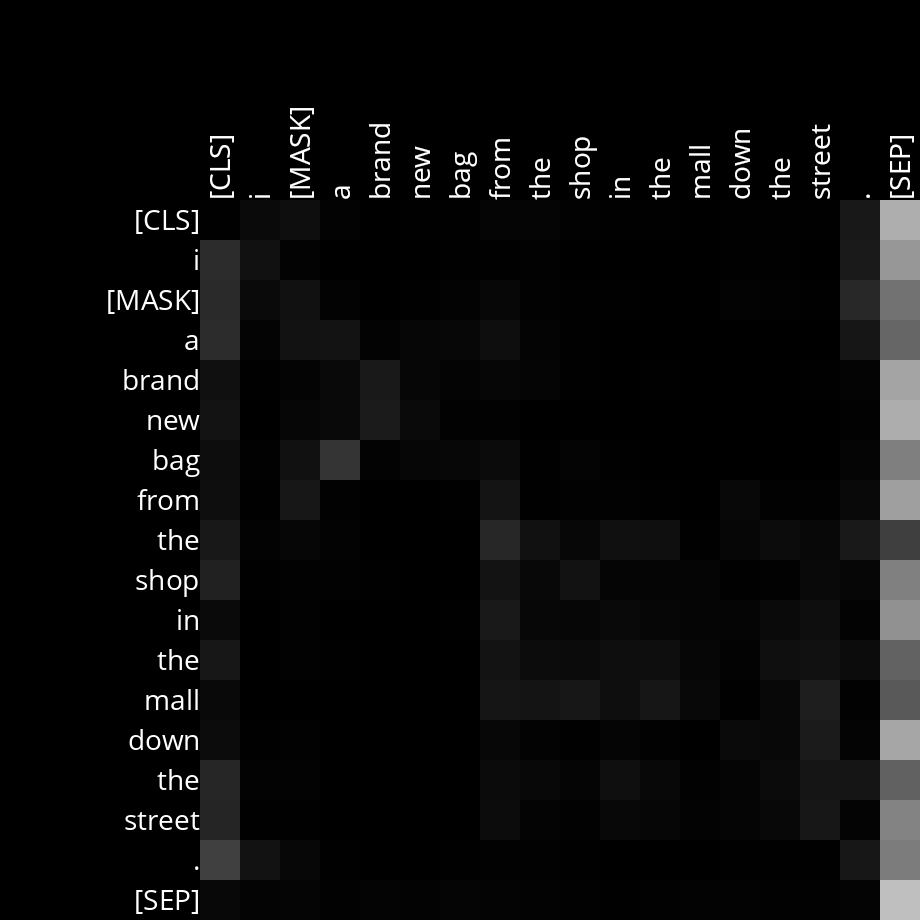 [CLS] i [MASK] a brand new bag from the shop in the mall down the street . [SEP]
[CLS]
i
[MASK]
a
brand
new
bag
from
the
shop
in
the
mall
down
the
street
.
[SEP]